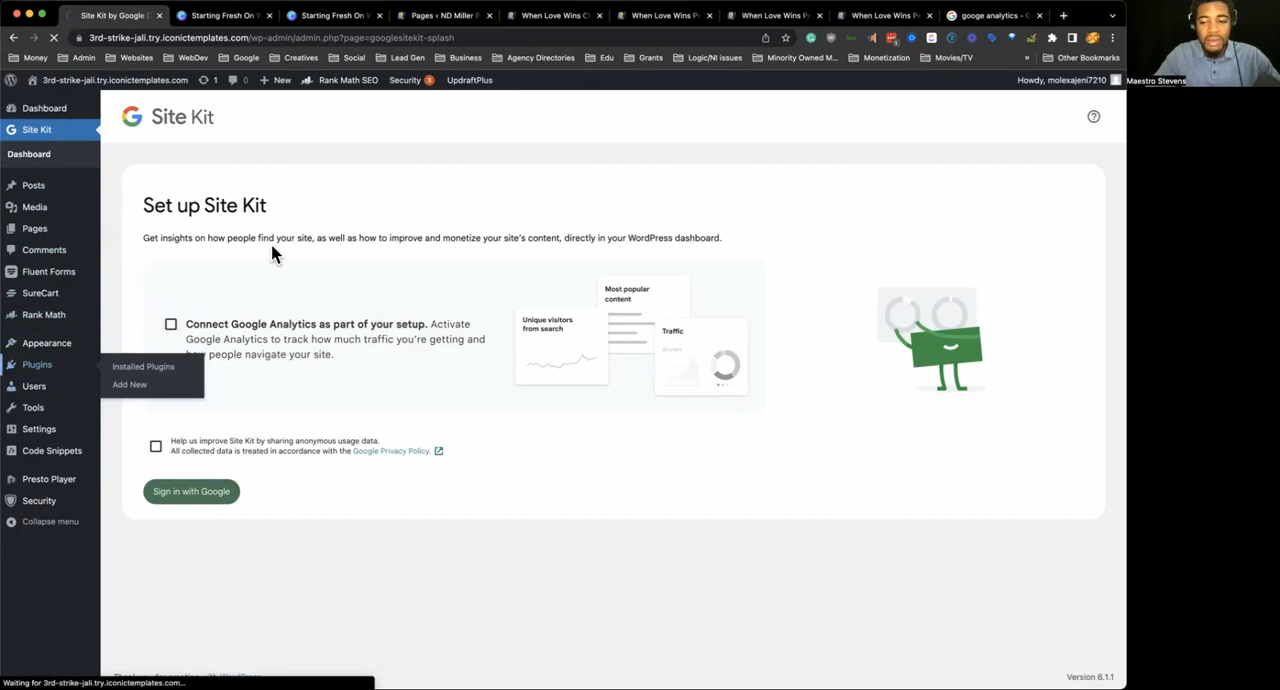 Site Kit by Google D
Starting Fresh On W
Starting Fresh On W
Pages ‹ ND Miller P
When Love Wins C
When Love Wins P
When Love Wins P
When Love Wins P
googe analytics - G
3rd-strike-jali.try.iconictemplates.com/wp-admin/admin.php?page=googlesitekit-splash
Money
Admin
Websites
WebDev
Google
Creatives
Social
Lead Gen
Business
Agency Directories
Edu
Grants
Logic/NI issues
Minority Owned M...
Monetization
Movies/TV
»
Other Bookmarks
3rd-strike-jali.try.iconictemplates.com
1
0
New
Rank Math SEO
Security
UpdraftPlus
Howdy, molexajeni7210
Maestro Stevens
Dashboard
Site Kit
Dashboard
Posts
Media
Pages
Comments
Fluent Forms
SureCart
Rank Math
Appearance
Plugins
Installed Plugins
Add New
Users
Tools
Settings
Code Snippets
Presto Player
Security
Collapse menu
Site Kit
Set up Site Kit
Get insights on how people find your site, as well as how to improve and monetize your site's content, directly in your WordPress dashboard.
Connect Google Analytics as part of your setup. Activate
Google Analytics to track how much traffic you're getting and
people navigate your site.
Most popular
content
Unique visitors
from search
Traffic
All Users
Help us improve Site Kit by sharing anonymous usage data.
All collected data is treated in accordance with the Google Privacy Policy.
Sign in with Google
Version 6.1.1
Waiting for 3rd-strike-jali.try.iconictemplates.com...